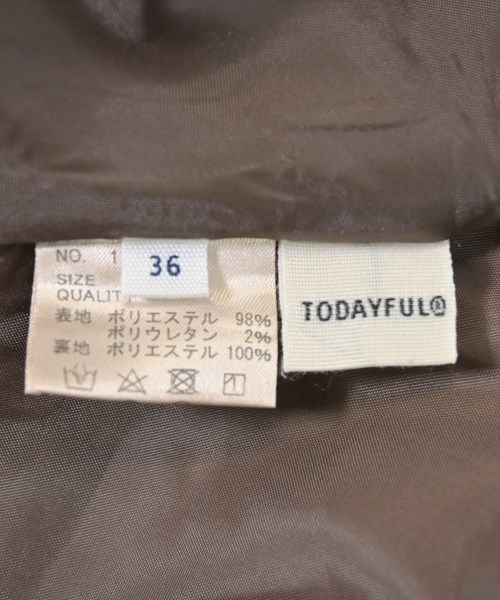 NO. 1
36
SIZE
QUALIT
表地 ポリエステル 98%
ポリウレタン 2%
裏地 ポリエステル 100%
TODAYFUL®